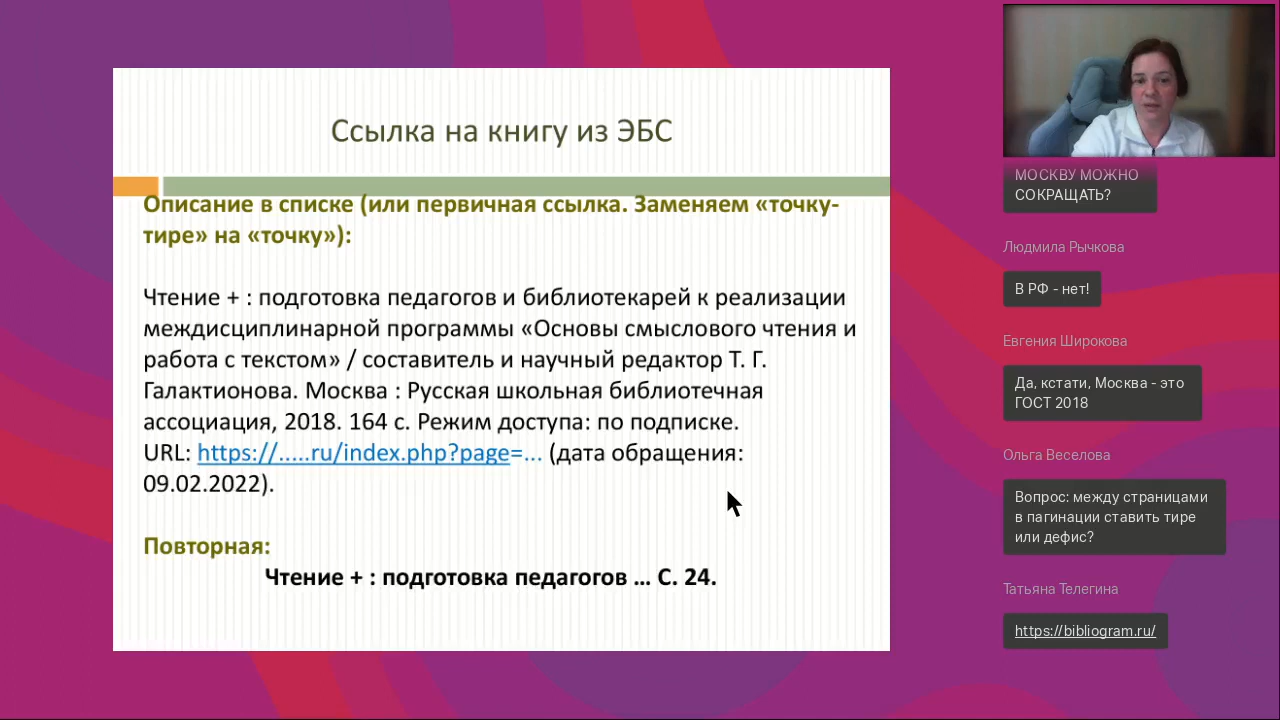 Ссылка на книгу из ЭБС
Описание в списке (или первичная ссылка. Заменяем «точку-
тире» на «точку»):
Чтение + : подготовка педагогов и библиотекарей к реализации
междисциплинарной программы «Основы смыслового чтения и
работа с текстом» / составитель и научный редактор Т. Г.
Галактионова. Москва : Русская школьная библиотечная
ассоциация, 2018. 164 с. Режим доступа: по подписке.
URL: https://.....ru/index.php?page=... (дата обращения:
09.02.2022).
Повторная:
Чтение + : подготовка педагогов ... С. 24.
МОСКВУ МОЖНО
СОКРАЩАТЬ?
Людмила Рычкова
В РФ - нет!
Евгения Широкова
Да, кстати, Москва - это
ГОСТ 2018
Ольга Веселова
Вопрос: между страницами
в пагинации ставить тире
или дефис?
Татьяна Телегина
https://bibliogram.ru/